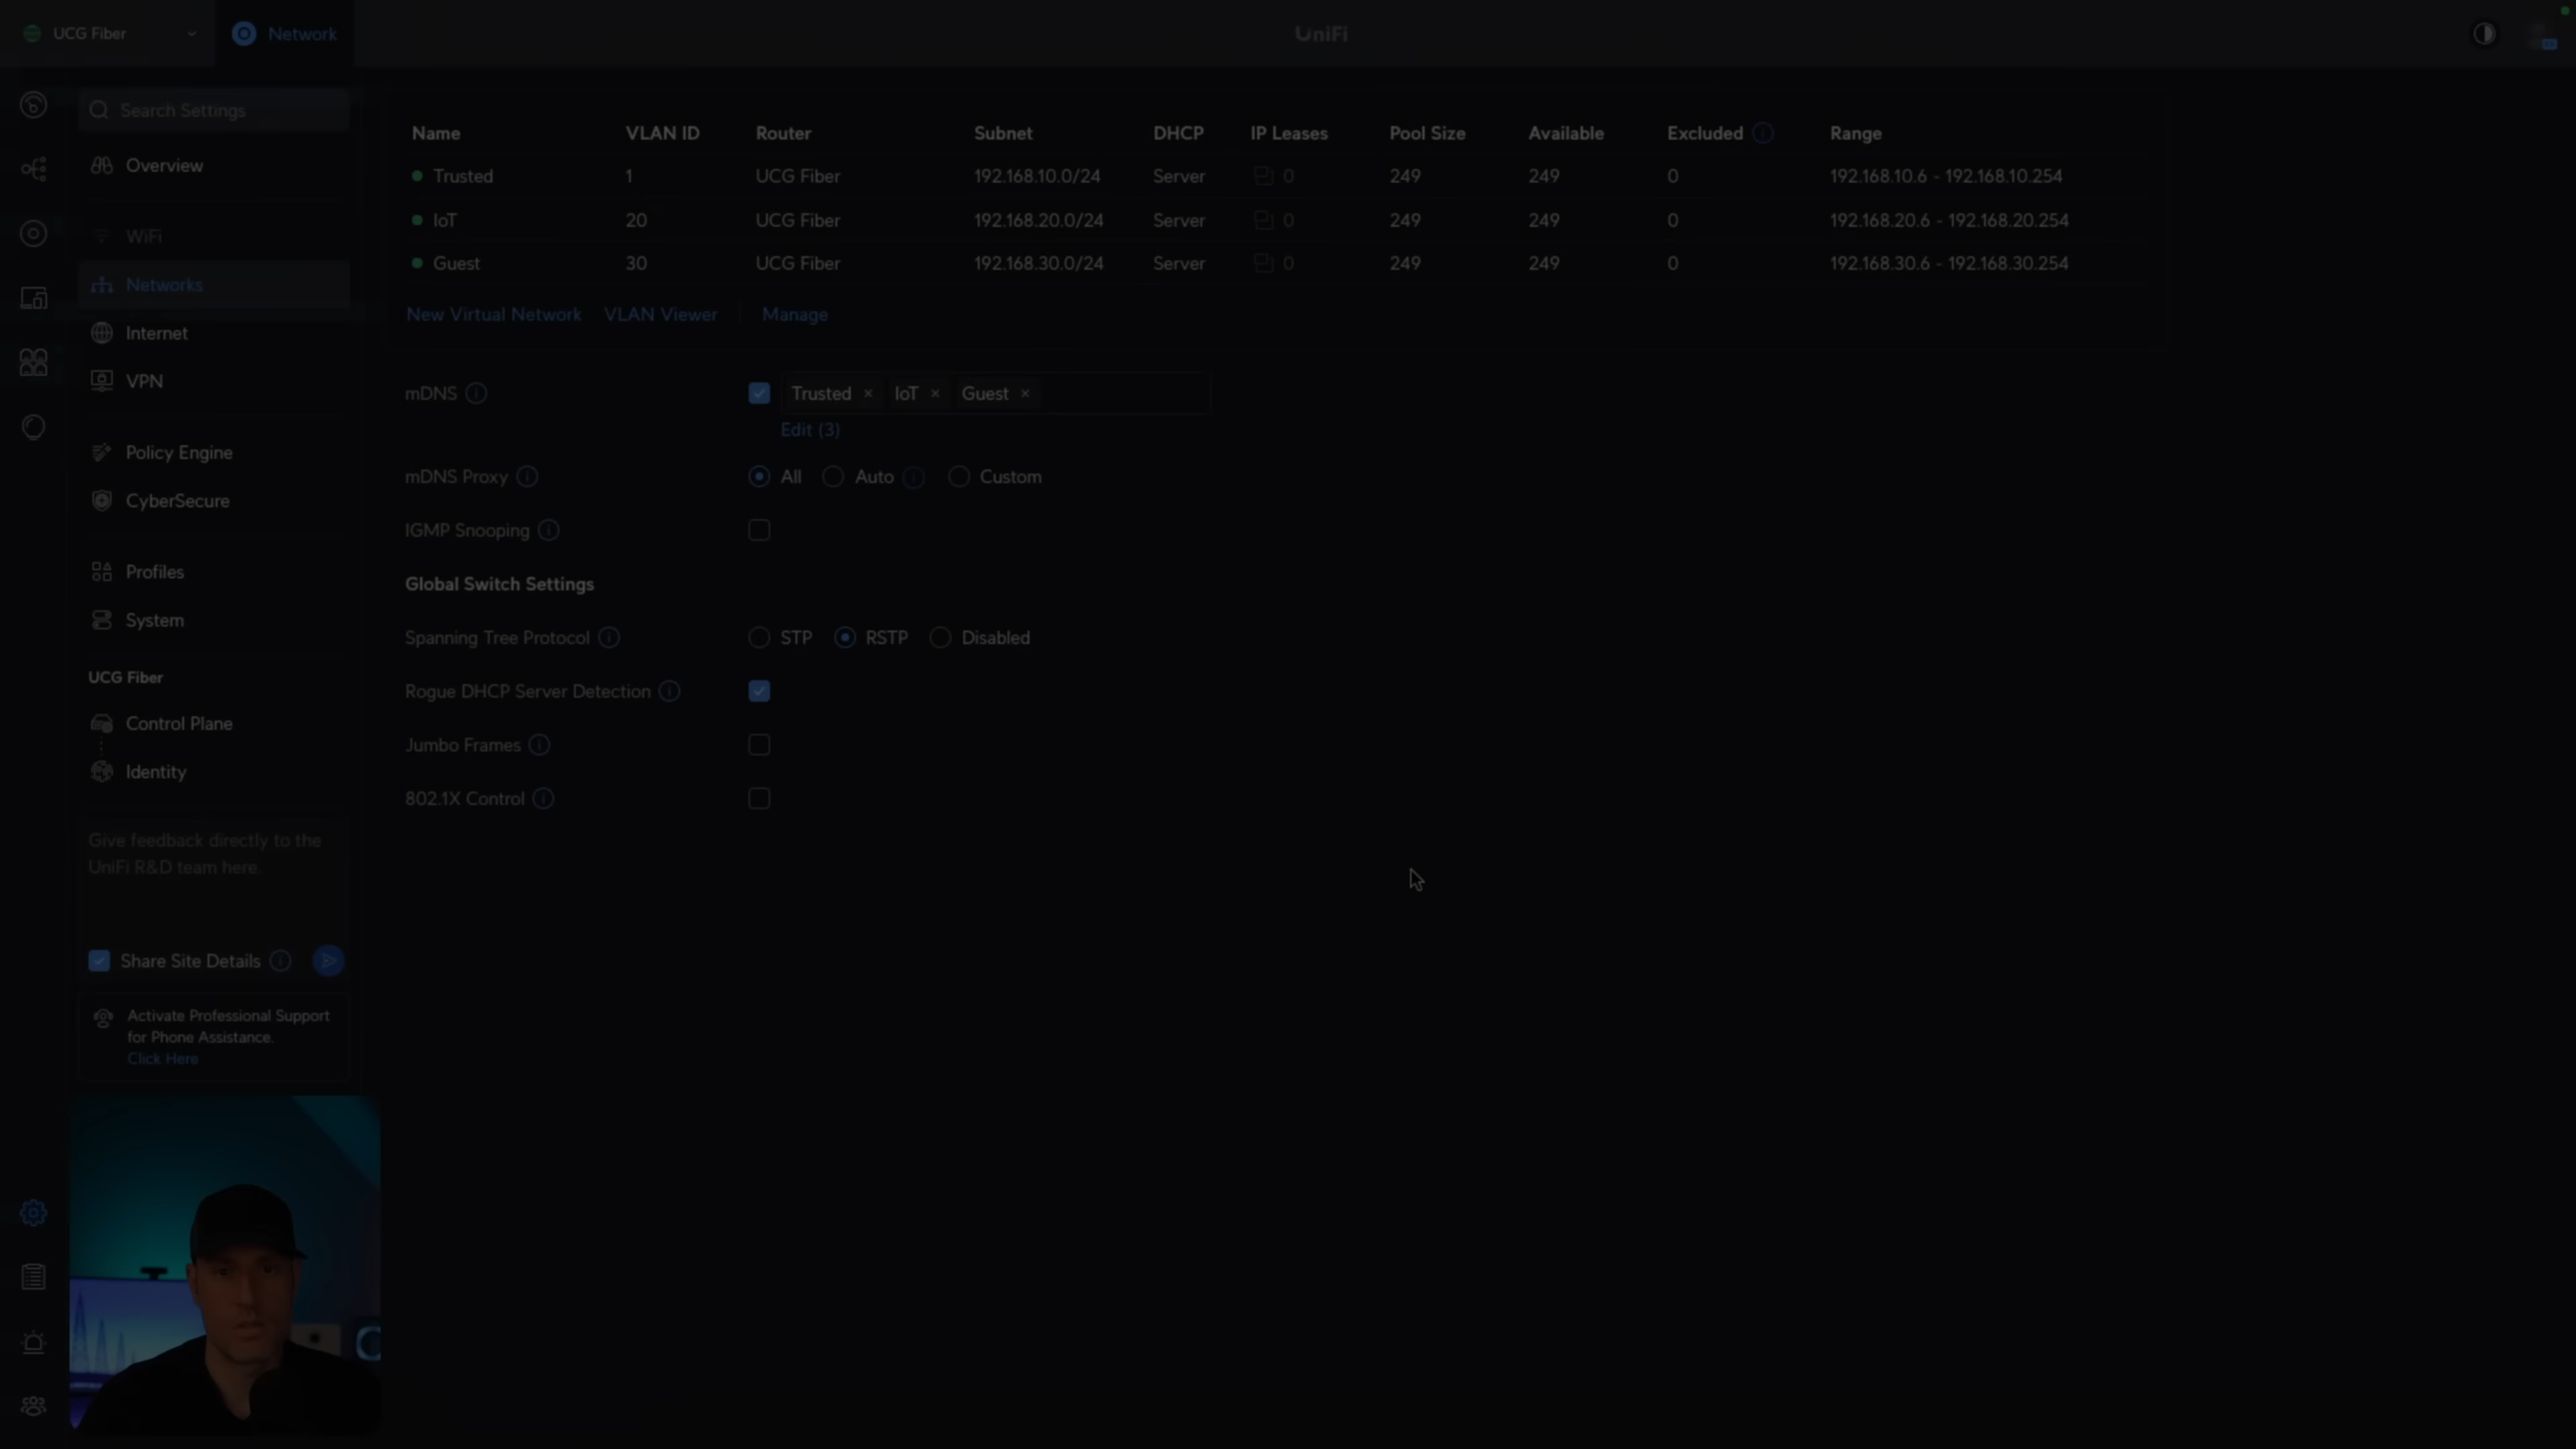 UCG Fiber
Network
UniFi
Search Settings
Overview
WiFi
Networks
Internet
VPN
Policy Engine
CyberSecure
Profiles
System
UCG Fiber
Control Plane
Identity
Give feedback directly to the
UniFi R&D team here.
Share Site Details
Activate Professional Support
for Phone Assistance.
Click Here
Name VLAN ID Router Subnet DHCP IP Leases Pool Size Available Excluded Range
Trusted 1 UCG Fiber 192.168.10.0/24 Server 0 249 249 0 192.168.10.6 - 192.168.10.254
IoT 20 UCG Fiber 192.168.20.0/24 Server 0 249 249 0 192.168.20.6 - 192.168.20.254
Guest 30 UCG Fiber 192.168.30.0/24 Server 0 249 249 0 192.168.30.6 - 192.168.30.254
New Virtual Network VLAN Viewer Manage
mDNS Trusted × IoT × Guest ×
Edit (3)
mDNS Proxy All Auto Custom
IGMP Snooping
Global Switch Settings
Spanning Tree Protocol STP RSTP Disabled
Rogue DHCP Server Detection
Jumbo Frames
802.1X Control